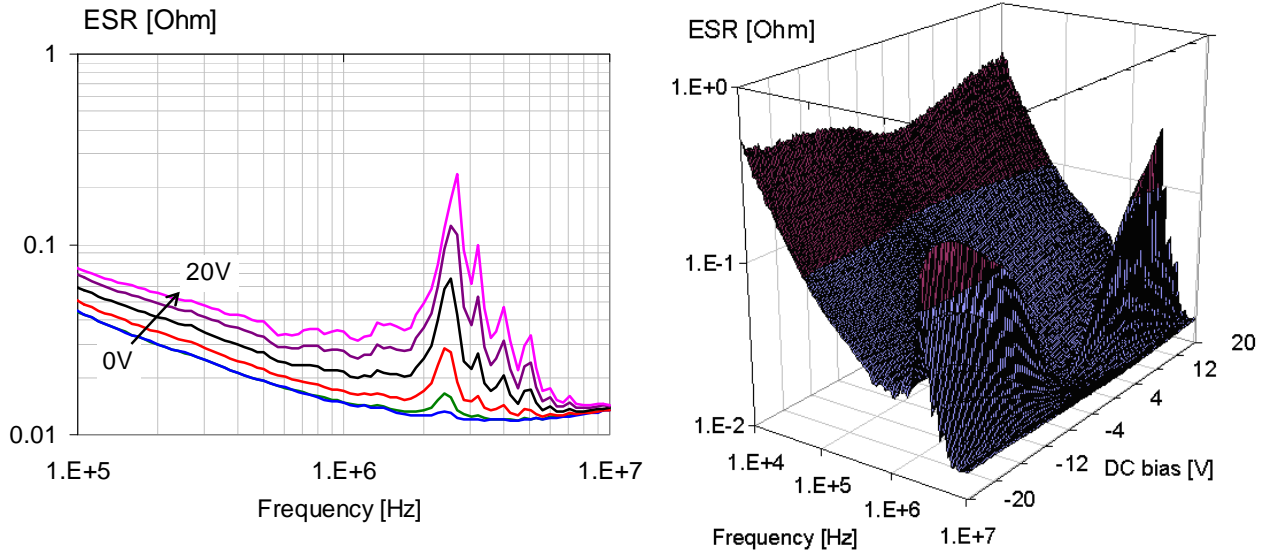 ESR [Ohm]
1
0.1
0.01
20V
0V
1.E+5
1.E+6
1.E+7
Frequency [Hz]
ESR [Ohm]
1.E+0
1.E-1
1.E-2
1.E+4
1.E+5
1.E+6
1.E+7
Frequency [Hz]
-20
-12
-4
4
12
20
DC bias [V]